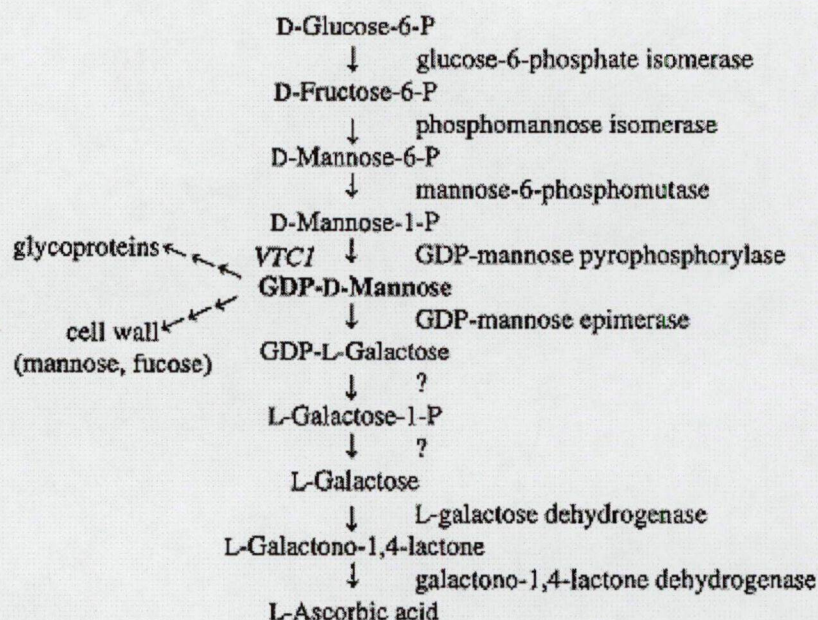 D-Glucose-6-P
glucose-6-phosphate isomerase
D-Fructose-6-P
phosphomannose isomerase
D-Mannose-6-P
mannose-6-phosphomutase
D-Mannose-1-P
glycoproteins
VTC1
GDP-mannose pyrophosphorylase
GDP-D-Mannose
cell wall
(mannose, fucose)
GDP-mannose epimerase
GDP-L-Galactose
?
L-Galactose-1-P
?
L-Galactose
L-galactose dehydrogenase
L-Galactono-1,4-lactone
galactono-1,4-lactone dehydrogenase
L-Ascorbic acid